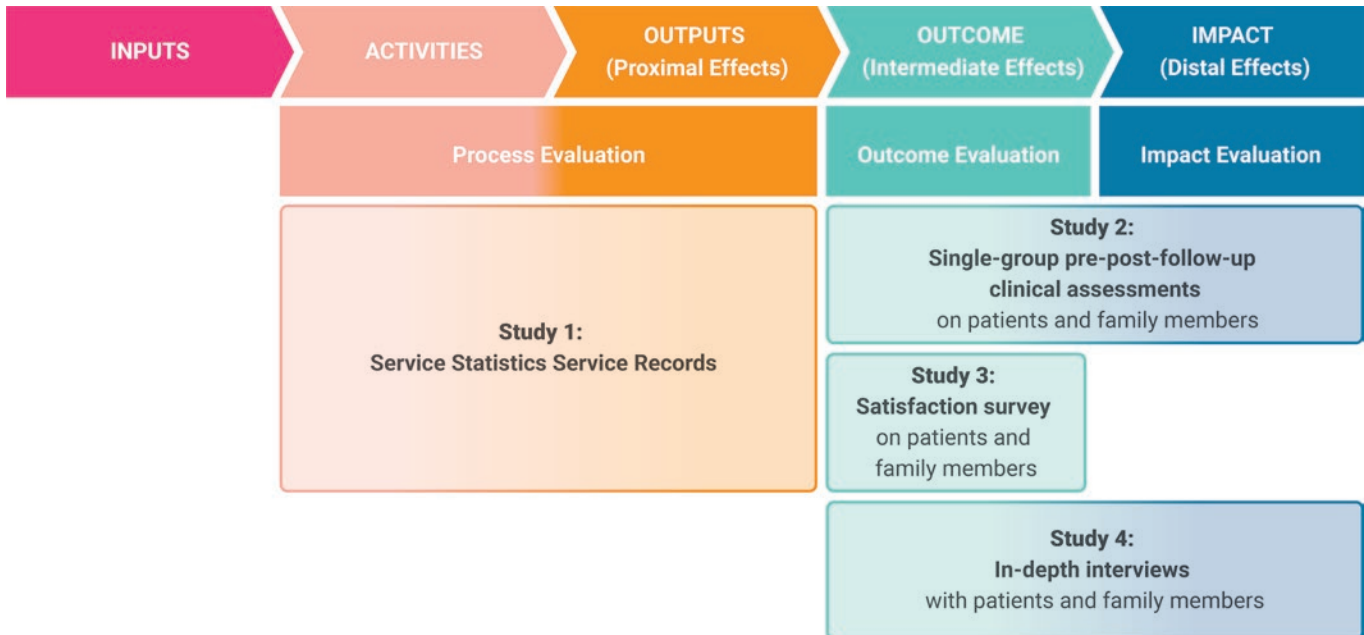 INPUTS
ACTIVITIES
OUTPUTS
(Proximal Effects)
OUTCOME
(Intermediate Effects)
IMPACT
(Distal Effects)
Process Evaluation
Outcome Evaluation
Impact Evaluation
Study 1:
Service Statistics Service Records
Study 2:
Single-group pre-post-follow-up
clinical assessments
on patients and family members
Study 3:
Satisfaction survey
on patients and
family members
Study 4:
In-depth interviews
with patients and family members